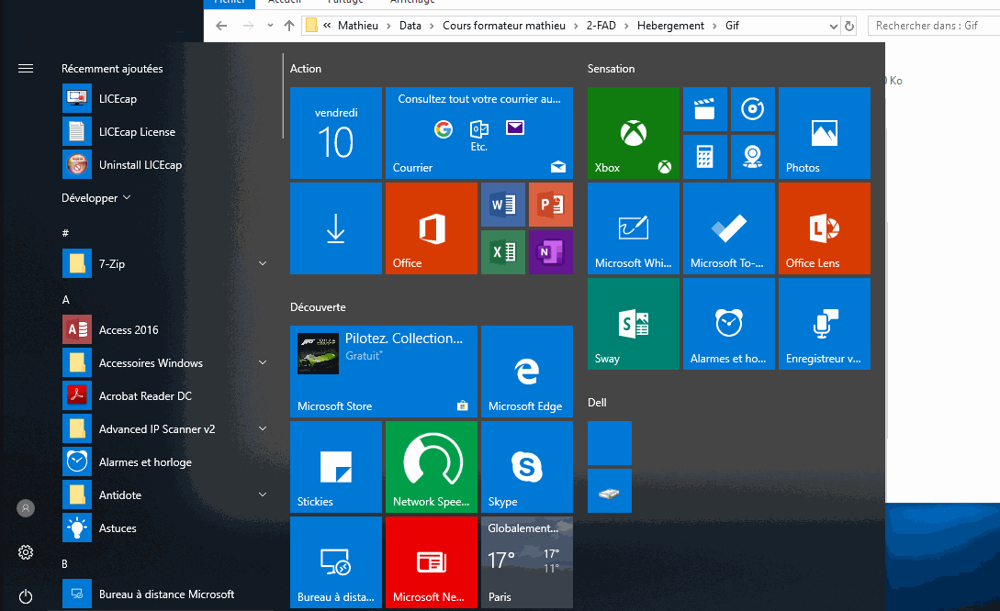 Fichier Accueil Partage Affichage
« Mathieu › Data › Cours formateur mathieu › 2-FAD › Hebergement › Gif
Rechercher dans : Gif
Ko
Récemment ajoutées
LICEcap
LICEcap License
Uninstall LICEcap
Développer
#
7-Zip
A
Access 2016
Accessoires Windows
Acrobat Reader DC
Advanced IP Scanner v2
Alarmes et horloge
Antidote
Astuces
B
Bureau à distance Microsoft
Action
vendredi
10
Consultez tout votre courrier au...
Etc.
Courrier
Office
Découverte
Pilotez. Collection...
Gratuit*
Microsoft Store
Microsoft Edge
Stickies
Network Spee...
Skype
Bureau à dista...
Microsoft Ne...
Globalement...
17° 17°
11°
Paris
Sensation
Xbox
Photos
Microsoft Whi...
Microsoft To-...
Office Lens
Sway
Alarmes et ho...
Enregistreur v...
Dell